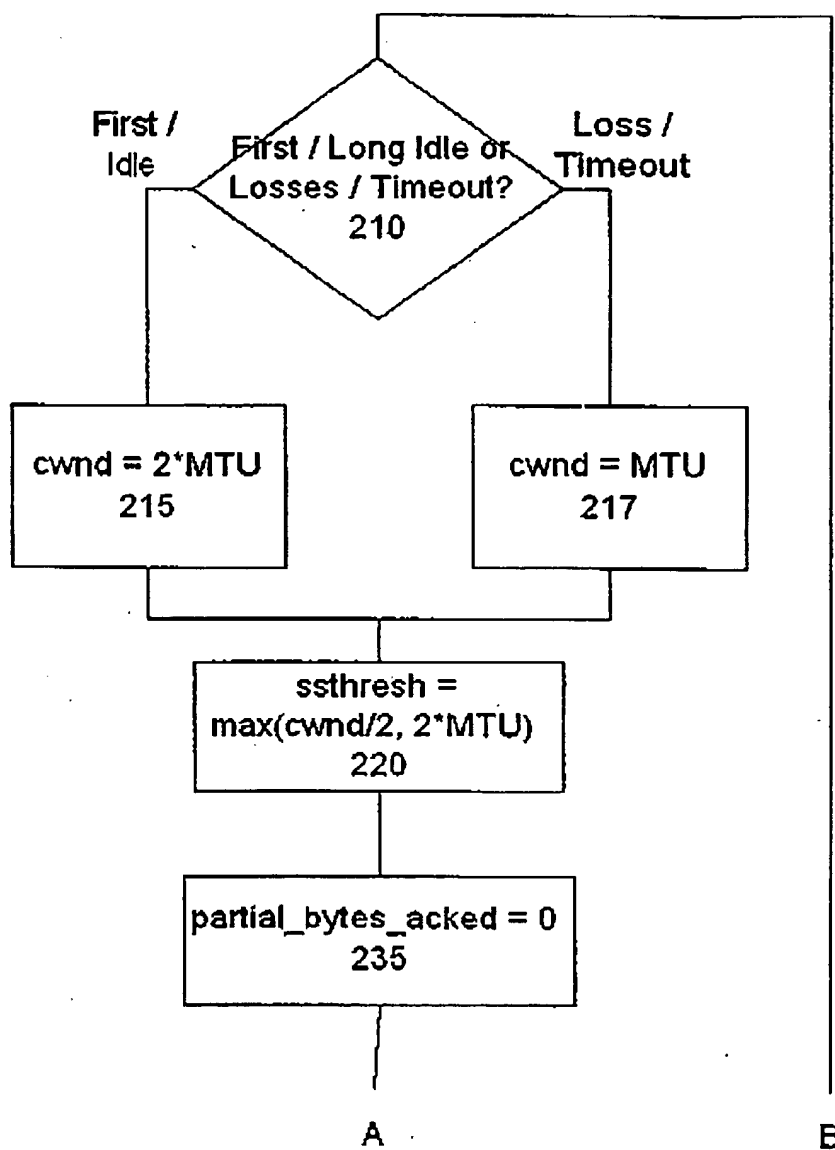 First /
Idle
First / Long Idle or
Losses / Timeout?
210
Loss /
Timeout
cwnd = 2*MTU
215
cwnd = MTU
217
ssthresh =
max(cwnd/2, 2*MTU)
220
partial_bytes_acked = 0
235
A
B